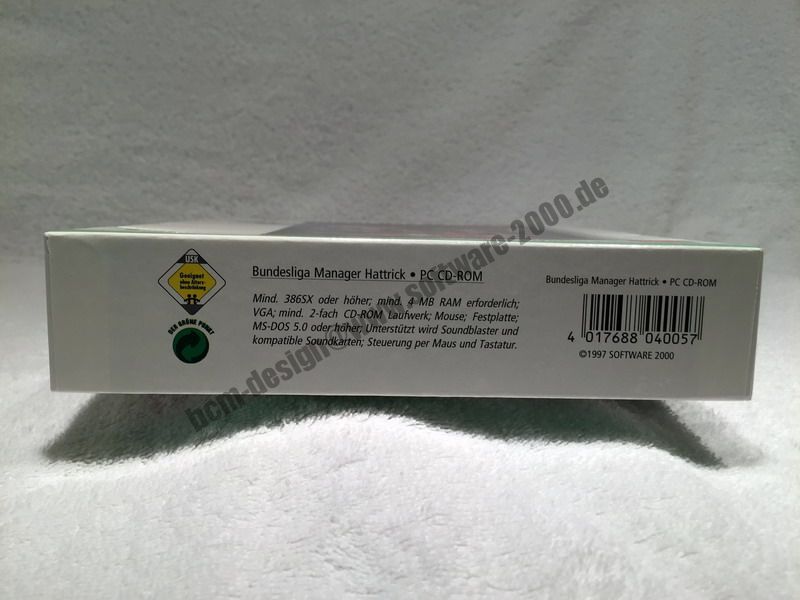 USK
Geeignet
ohne Alters-
beschränkung
DER GRÜNE PUNKT
Bundesliga Manager Hattrick • PC CD-ROM
Mind. 386SX oder höher; mind. 4 MB RAM erforderlich;
VGA; mind. 2-fach CD-ROM Laufwerk; Mouse; Festplatte;
MS-DOS 5.0 oder höher; Unterstützt wird Soundblaster und
kompatible Soundkarten; Steuerung per Maus und Tastatur.
Bundesliga Manager Hattrick • PC CD-ROM
4 017688 040057
©1997 SOFTWARE 2000
bcm-design@www.software-2000.de